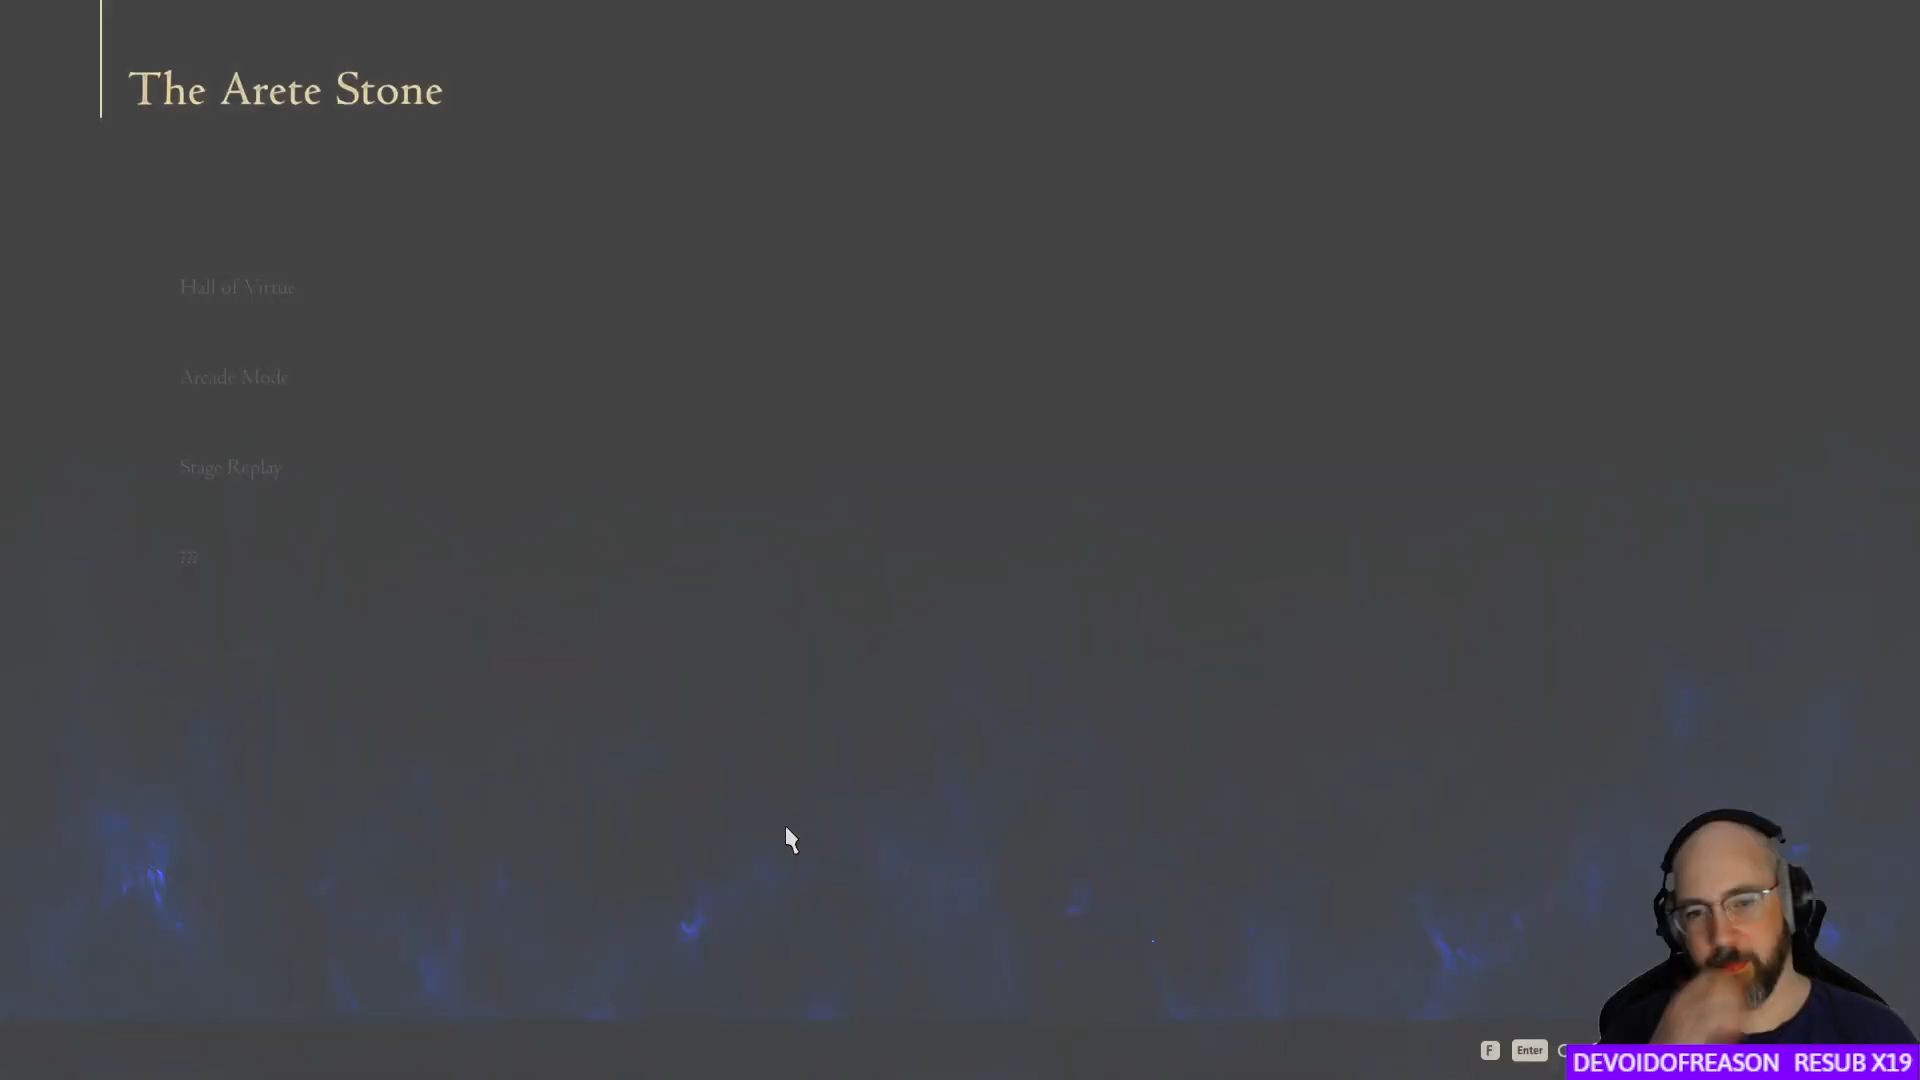 The Arete Stone
Hall of Virtue
Arcade Mode
Stage Replay
???
F Enter
DEVOIDOFREASON RESUB X19